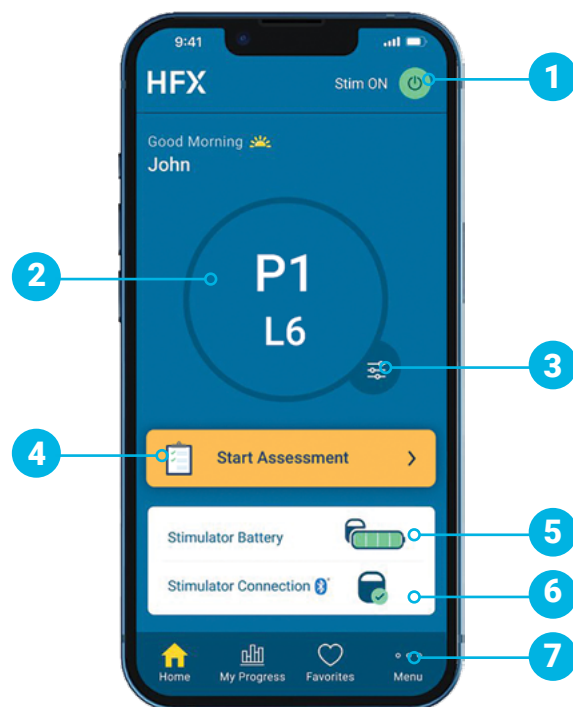 9:41
HFX
Stim ON
1
Good Morning
John
2
P1
L6
3
4
Start Assessment
Stimulator Battery
5
Stimulator Connection
6
7
Home
My Progress
Favorites
Menu